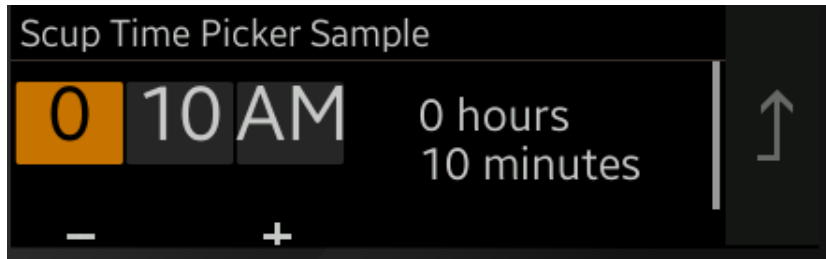 Scup Time Picker Sample
0 10 AM
0 hours
10 minutes
− +